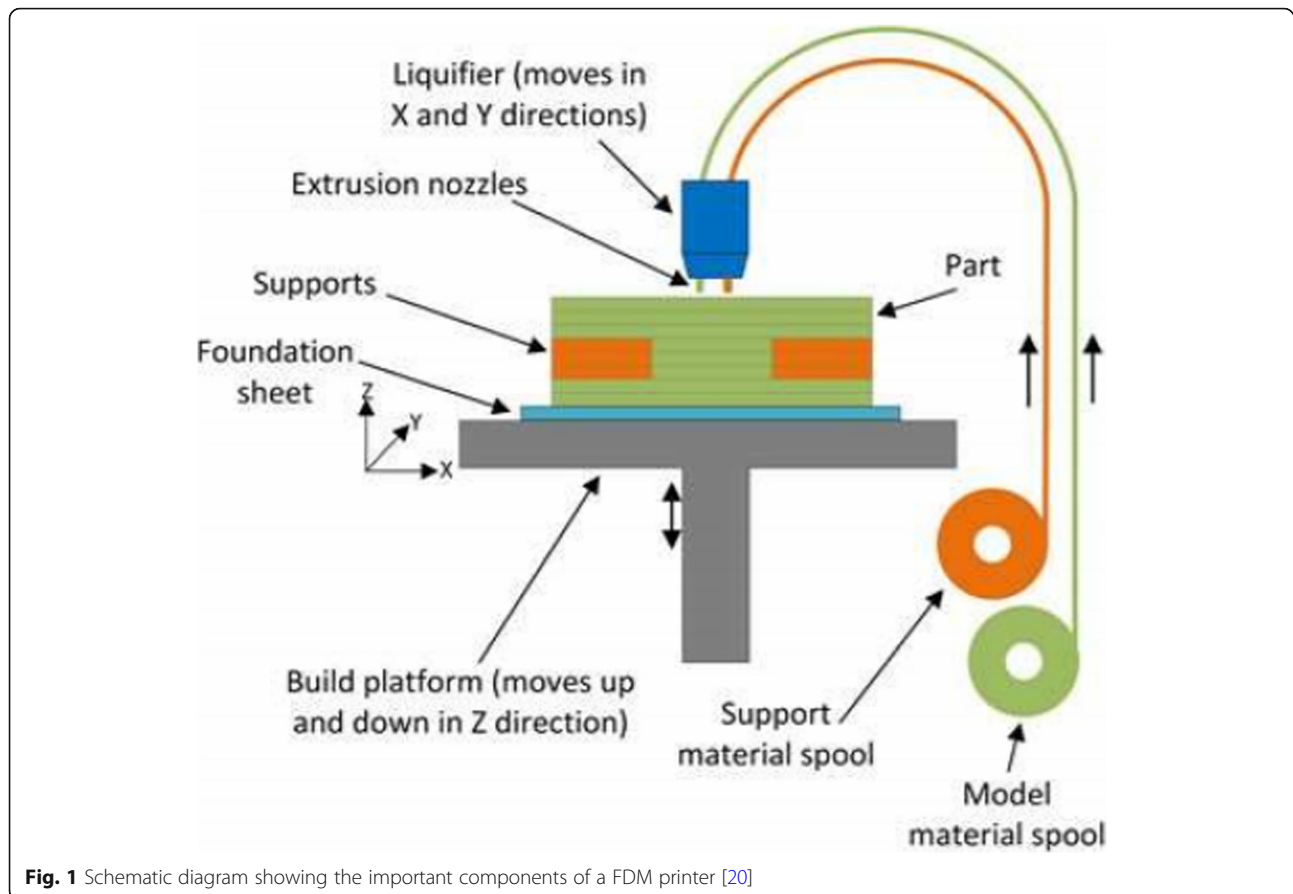 Liquifier (moves in
X and Y directions)
Extrusion nozzles
Part
Supports
Foundation
sheet
Z
Y
X
Build platform (moves up
and down in Z direction)
Support
material spool
Model
material spool
Fig. 1 Schematic diagram showing the important components of a FDM printer [20]